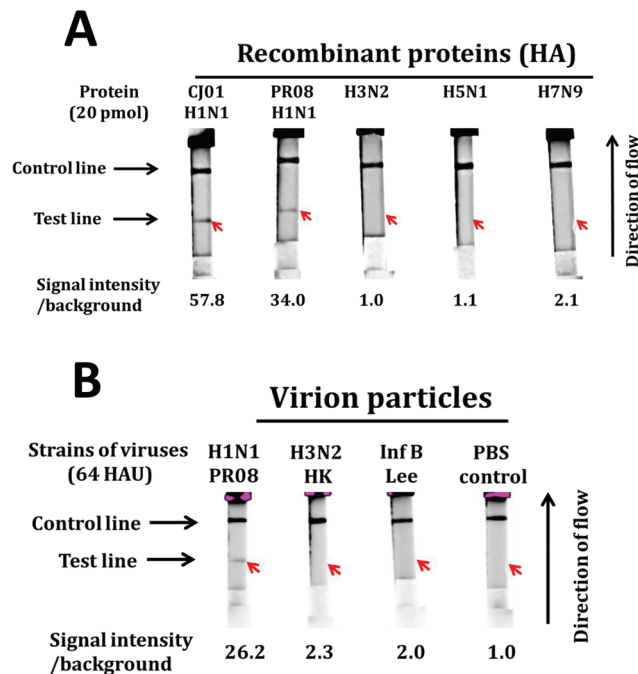 A
Recombinant proteins (HA)
Protein
(20 pmol)
CJ01
H1N1
PR08
H1N1
H3N2
H5N1
H7N9
Control line
Test line
Direction of flow
Signal intensity
/background
57.8
34.0
1.0
1.1
2.1
B
Virion particles
Strains of viruses
(64 HAU)
H1N1
PR08
H3N2
HK
Inf B
Lee
PBS
control
Control line
Test line
Direction of flow
Signal intensity
/background
26.2
2.3
2.0
1.0